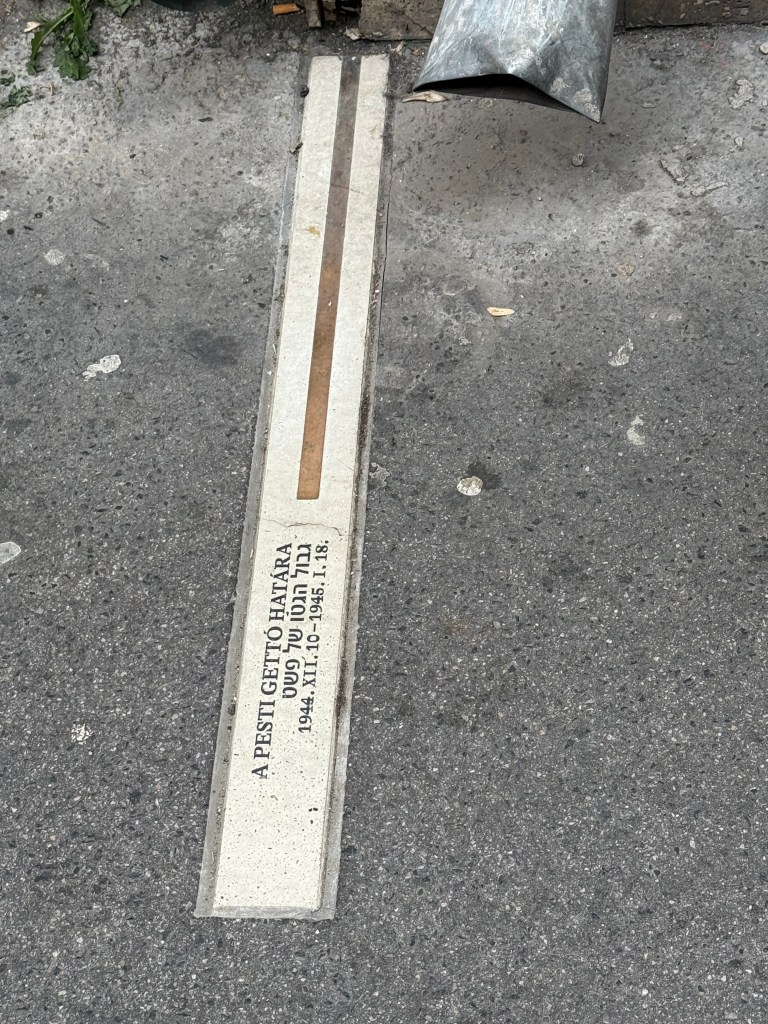 A PESTI GETTÓ HATÁRA
גבול הגטו של פשט
1944. XII. 10–1945. I. 18.